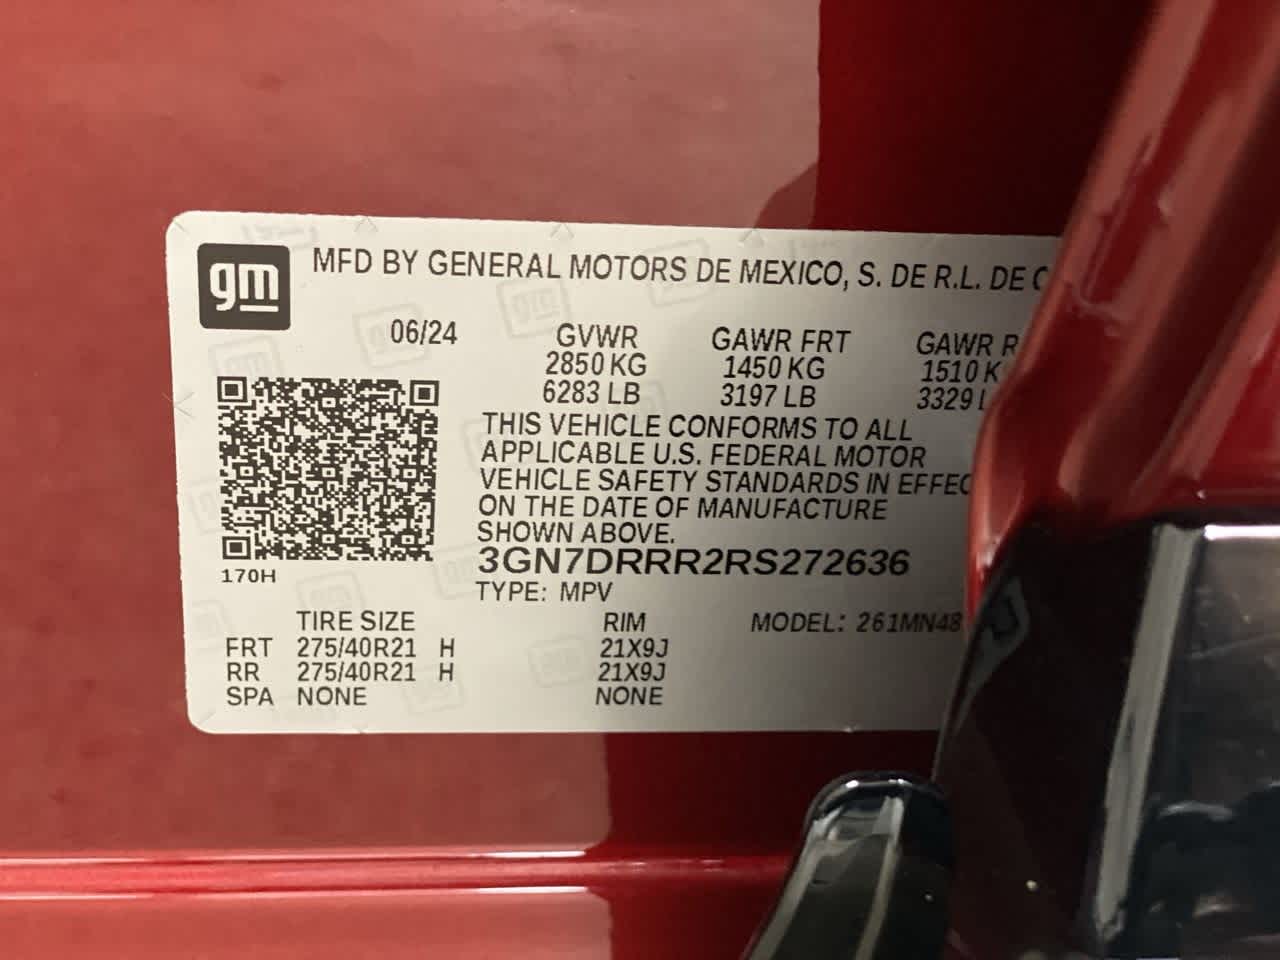 gm
MFD BY GENERAL MOTORS DE MEXICO, S. DE R.L. DE
06/24 GVWR GAWR FRT GAWR
2850 KG 1450 KG 1510
6283 LB 3197 LB 3329
THIS VEHICLE CONFORMS TO ALL
APPLICABLE U.S. FEDERAL MOTOR
VEHICLE SAFETY STANDARDS IN
ON THE DATE OF MANUFACTURE
SHOWN ABOVE.
3GN7DRRR2RS272636
170H
TYPE: MPV
TIRE SIZE RIM MODEL: 261MN48
FRT 275/40R21 H 21X9J
RR 275/40R21 H 21X9J
SPA NONE NONE